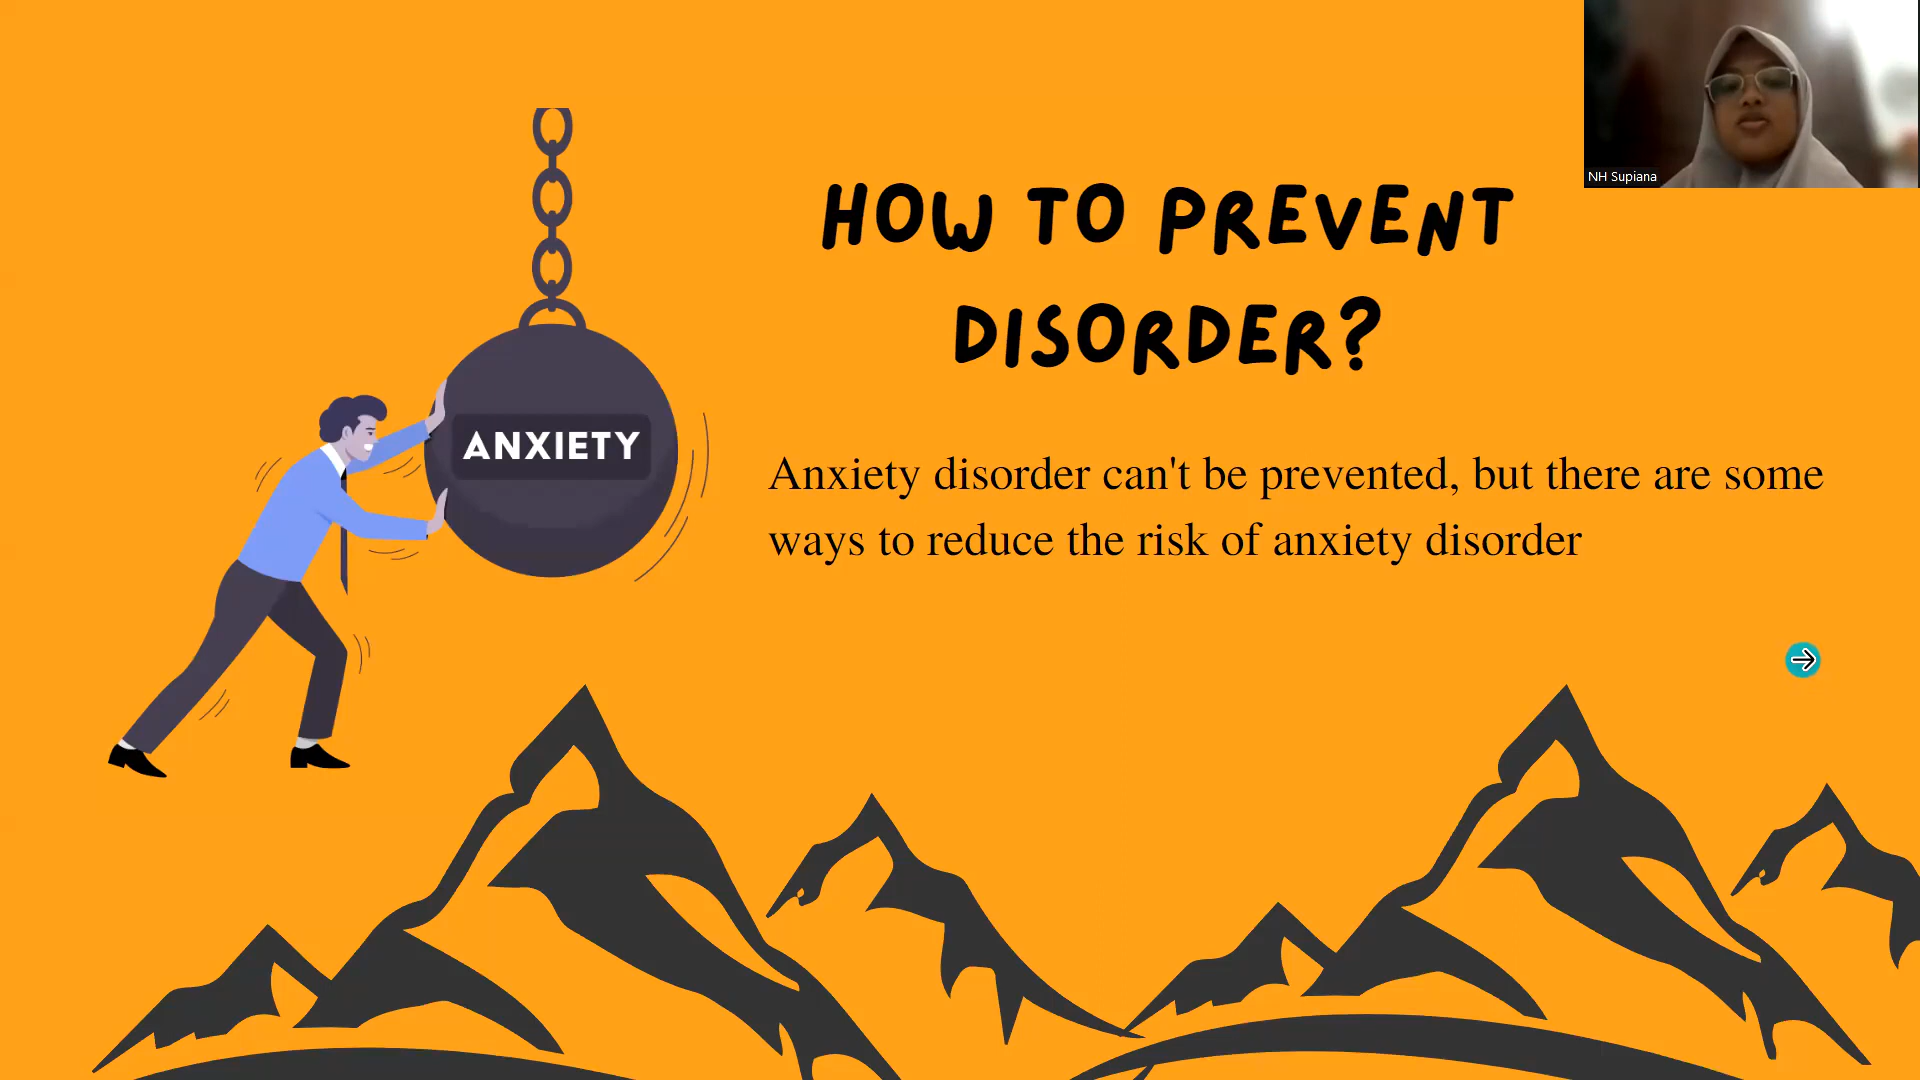 NH Supiana
HOW TO PREVENT
DISORDER?
ANXIETY
Anxiety disorder can't be prevented, but there are some
ways to reduce the risk of anxiety disorder